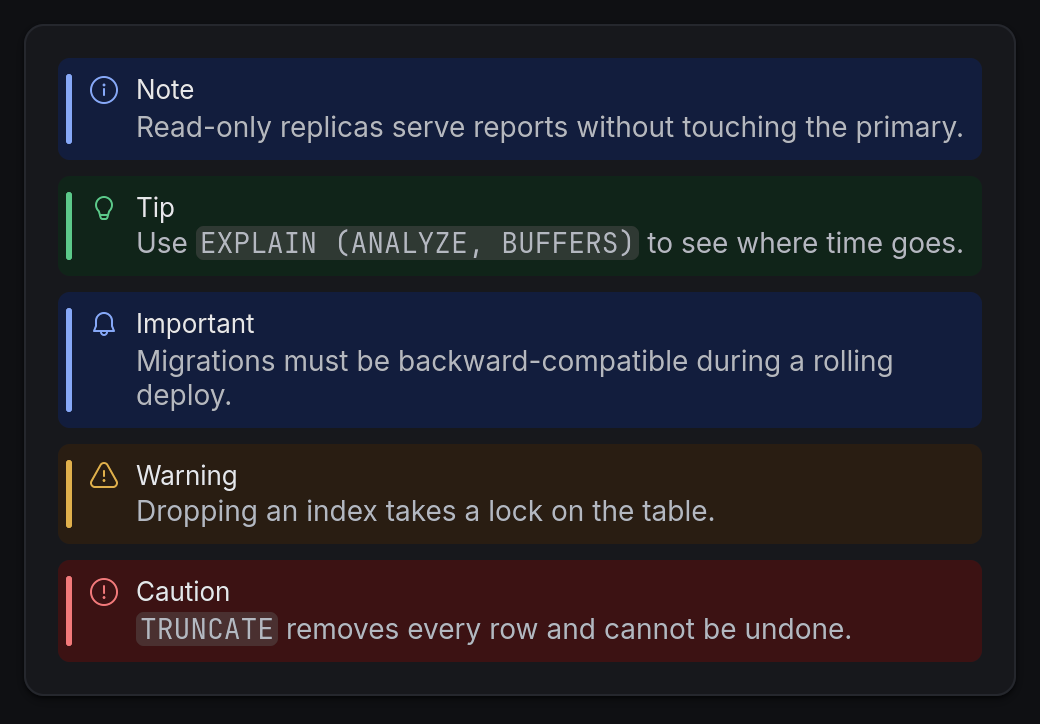 Note
Read-only replicas serve reports without touching the primary.
Tip
Use EXPLAIN (ANALYZE, BUFFERS) to see where time goes.
Important
Migrations must be backward-compatible during a rolling
deploy.
Warning
Dropping an index takes a lock on the table.
Caution
TRUNCATE removes every row and cannot be undone.